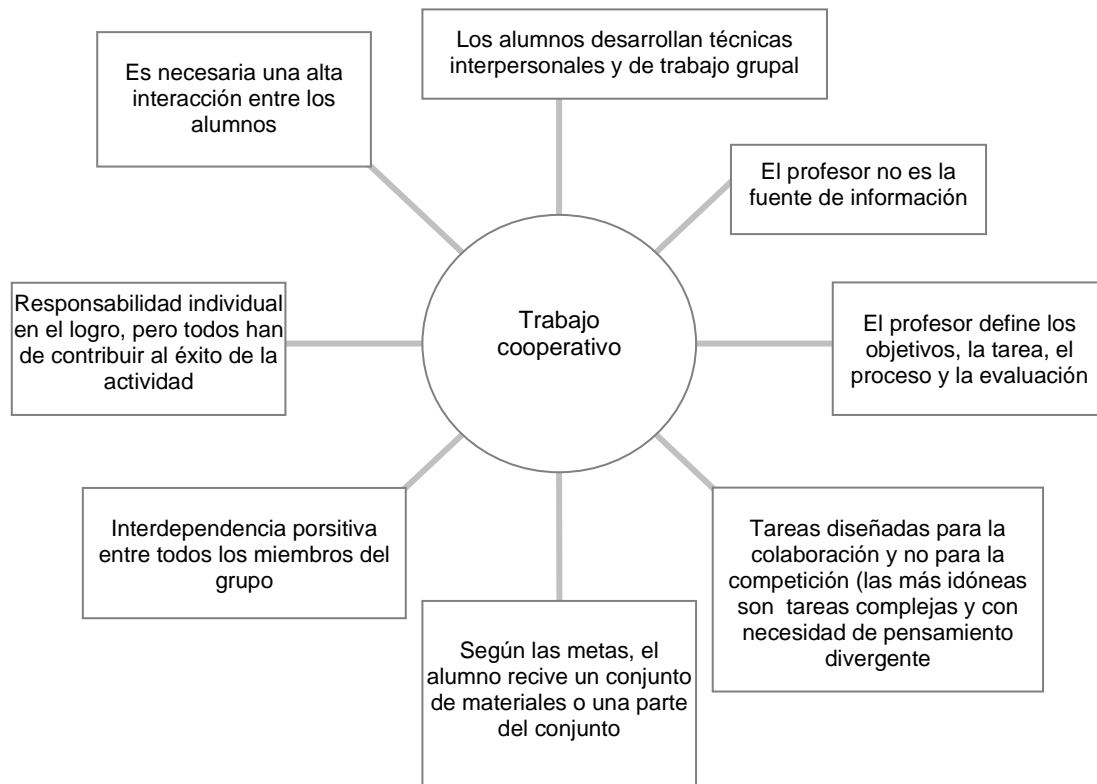 Los alumnos desarrollan técnicas
interpersonales y de trabajo grupal
Es necesaria una alta
interacción entre los
alumnos
El profesor no es la
fuente de información
Responsabilidad individual
en el logro, pero todos han
de contribuir al éxito de la
actividad
Trabajo
cooperativo
El profesor define los
objetivos, la tarea, el
proceso y la evaluación
Interdependencia porsitiva
entre todos los miembros del
grupo
Tareas diseñadas para la
colaboración y no para la
competición (las más idóneas
son tareas complejas y con
necesidad de pensamiento
divergente
Según las metas, el
alumno recive un conjunto
de materiales o una parte
del conjunto